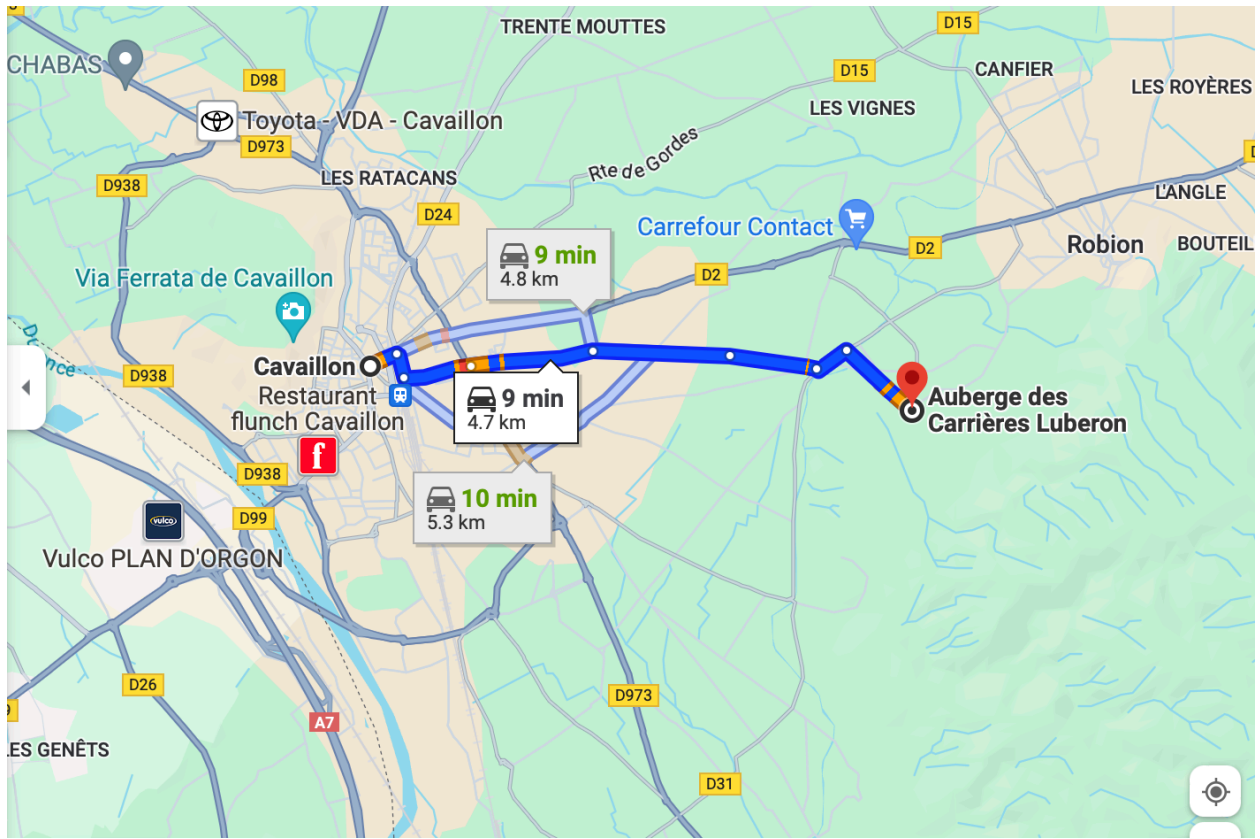 TRENTE MOUTTES
D15
CHABAS
D98
D15
CANFIER
LES ROYÈRES
LES VIGNES
Toyota - VDA - Cavaillon
D973
Rte de Gordes
LES RATACANS
D938
L'ANGLE
D24
Carrefour Contact
D2
Robion
BOUTEIL
9 min
4.8 km
D2
Via Ferrata de Cavaillon
Durance
Cavaillon
D938
Restaurant
flunch Cavaillon
9 min
4.7 km
Auberge des
Carrières Luberon
f
D938
10 min
5.3 km
vulco
D99
Vulco PLAN D'ORGON
D26
D973
A7
LES GENÊTS
D31